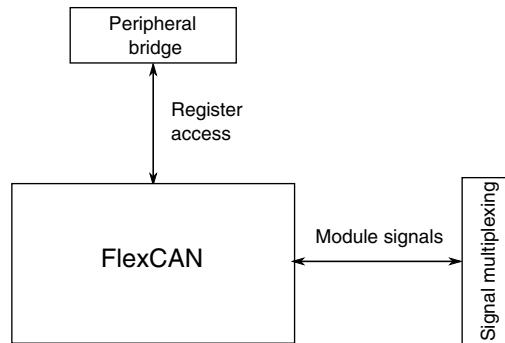 Peripheral
bridge
Register
access
FlexCAN
Module signals
Signal multiplexing